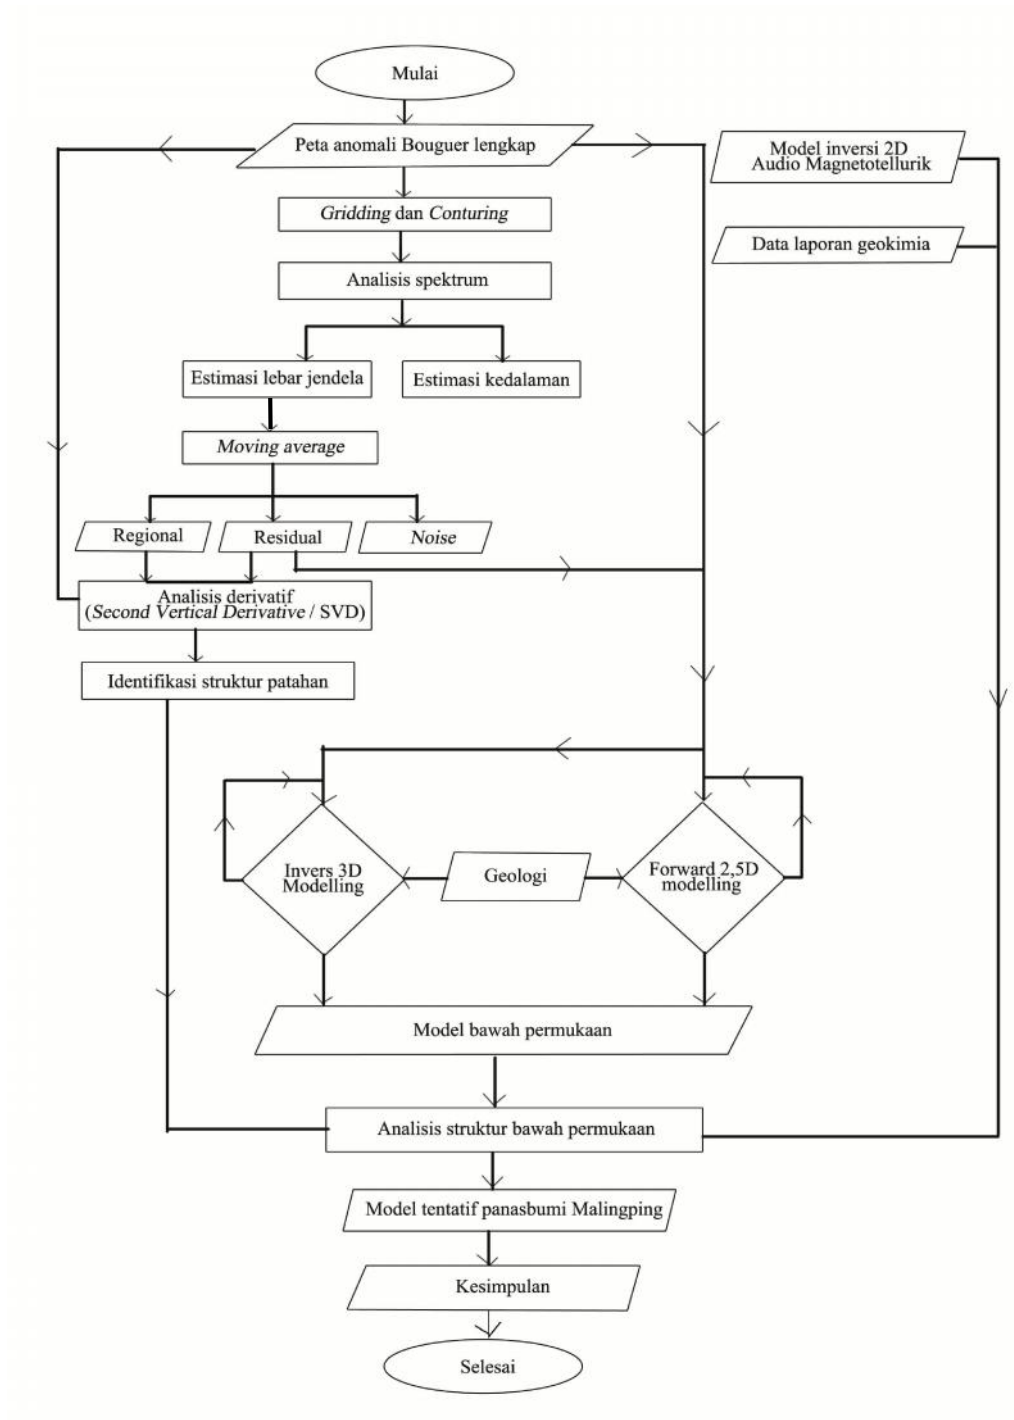 Mulai
Peta anomali Bouguer lengkap
Model inversi 2D
Audio Magnetotellurik
Gridding dan Conturing
Data laporan geokimia
Analisis spektrum
Estimasi lebar jendela
Estimasi kedalaman
Moving average
Regional
Residual
Noise
Analisis derivatif
(Second Vertical Derivative / SVD)
Identifikasi struktur patahan
Invers 3D
Modelling
Geologi
Forward 2,5D
modelling
Model bawah permukaan
Analisis struktur bawah permukaan
Model tentatif panasbumi Malingping
Kesimpulan
Selesai